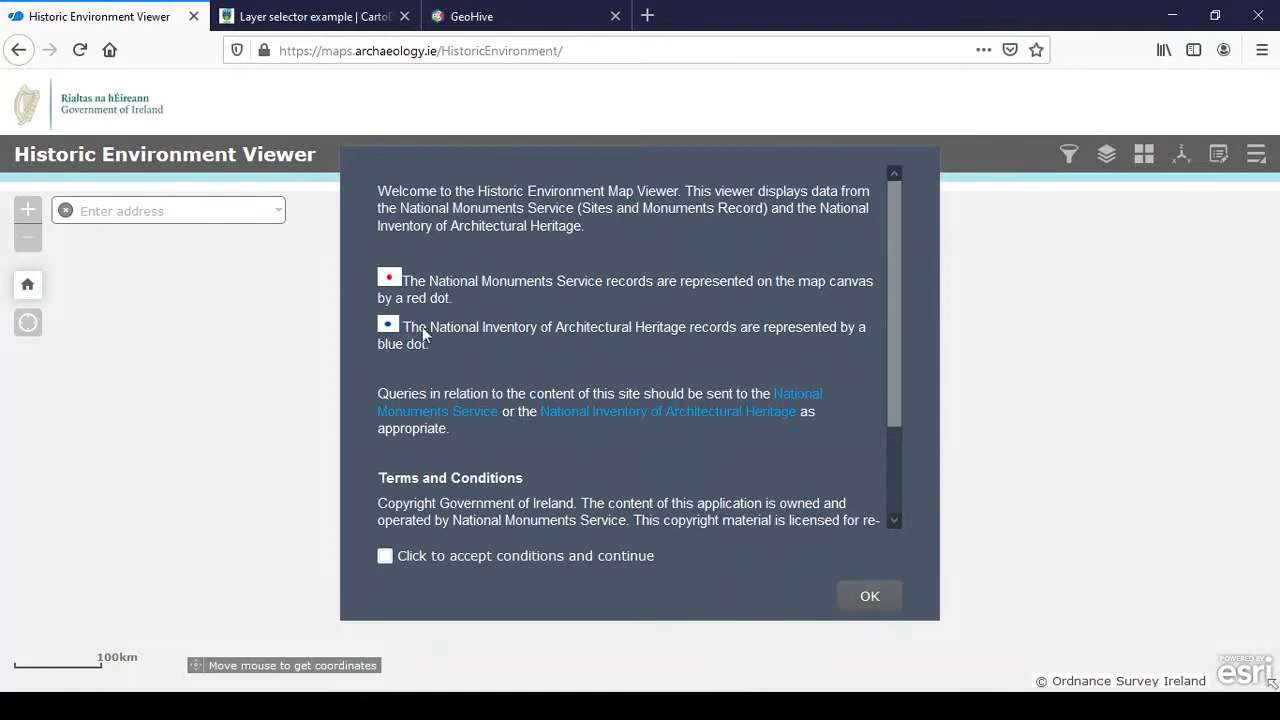 Historic Environment Viewer
Layer selector example | Carto
GeoHive
https://maps.archaeology.ie/HistoricEnvironment/
Rialtas na hÉireann
Government of Ireland
Historic Environment Viewer
Enter address
Welcome to the Historic Environment Map Viewer. This viewer displays data from
the National Monuments Service (Sites and Monuments Record) and the National
Inventory of Architectural Heritage.
The National Monuments Service records are represented on the map canvas
by a red dot.
The National Inventory of Architectural Heritage records are represented by a
blue dot.
Queries in relation to the content of this site should be sent to the National
Monuments Service or the National Inventory of Architectural Heritage as
appropriate.
Terms and Conditions
Copyright Government of Ireland. The content of this application is owned and
operated by National Monuments Service. This copyright material is licensed for re-
Click to accept conditions and continue
OK
100km
Move mouse to get coordinates
POWERED BY
esri
© Ordnance Survey Ireland